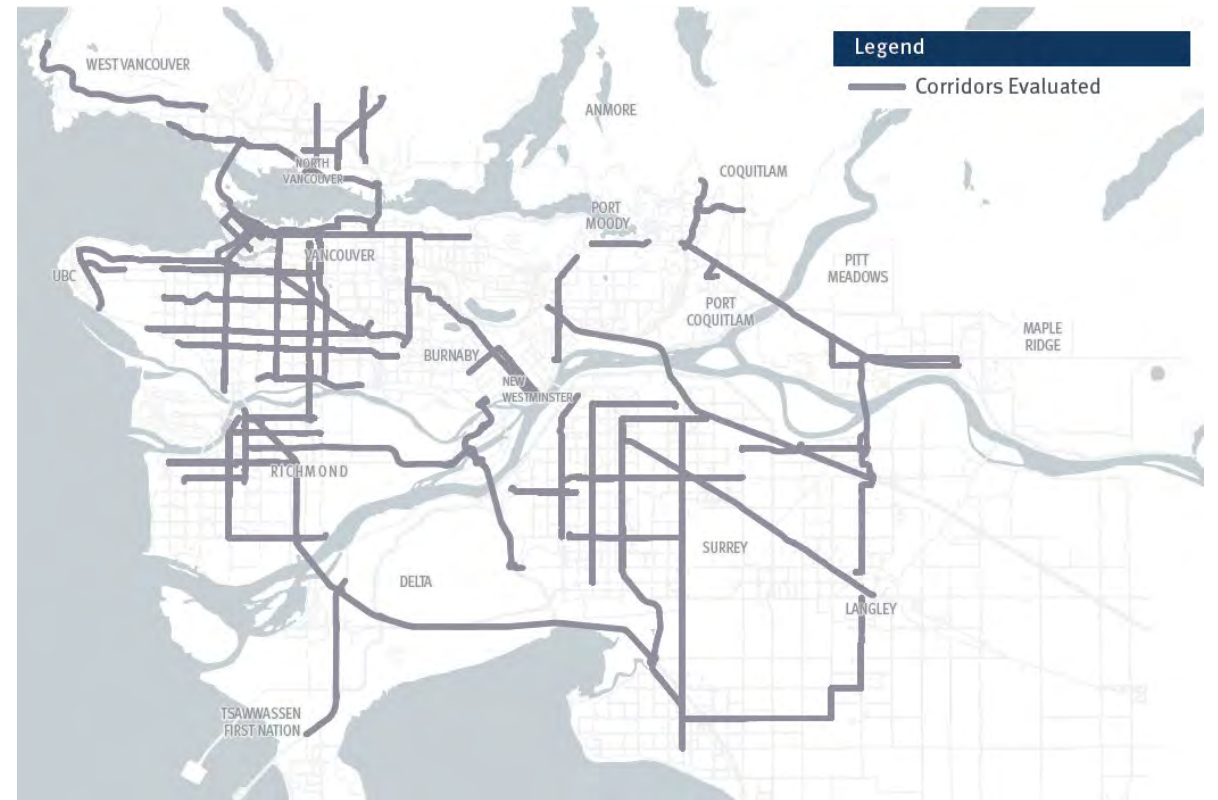 Legend
Corridors Evaluated
WEST VANCOUVER
ANMORE
NORTH
VANCOUVER
COQUITLAM
PORT
MOODY
VANCOUVER
UBC
PITT
MEADOWS
PORT
COQUITLAM
MAPLE
RIDGE
BURNABY
NEW
WESTMINSTER
RICHMOND
SURREY
DELTA
LANGLEY
TSAWWASSEN
FIRST NATION